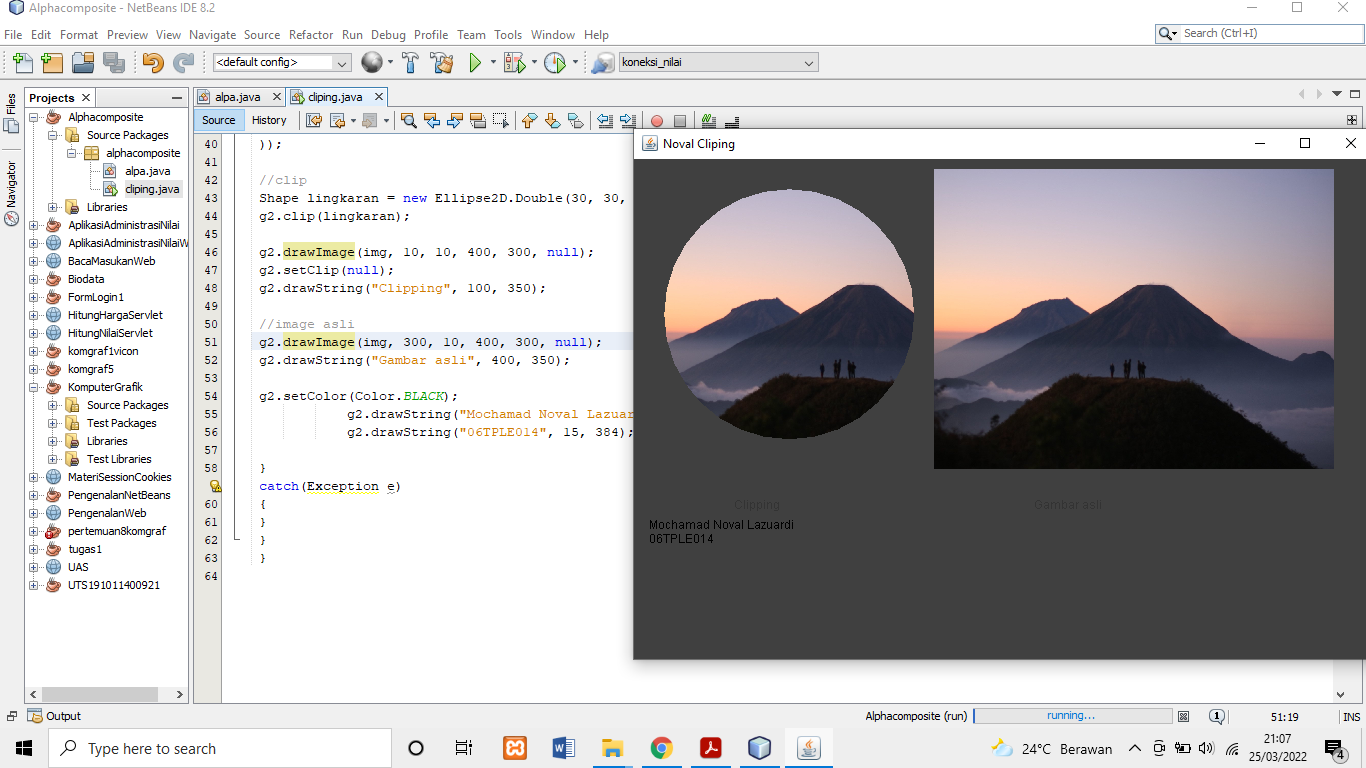 Alphacomposite - NetBeans IDE 8.2
File Edit Format Preview View Navigate Source Refactor Run Debug Profile Team Tools Window Help
Search (Ctrl+I)
<default config>
koneksi_nilai
Files
Navigator
Projects
Alphacomposite
Source Packages
alphacomposite
alpa.java
cliping.java
Libraries
AplikasiAdministrasiNilai
AplikasiAdministrasiNilaiW
BacaMasukanWeb
Biodata
FormLogin1
HitungHargaServlet
HitungNilaiServlet
komgraf1vicon
komgraf5
KomputerGrafik
Source Packages
Test Packages
Libraries
Test Libraries
MateriSessionCookies
PengenalanNetBeans
PengenalanWeb
pertemuan8komgraf
tugas1
UAS
UTS191011400921
alpa.java cliping.java
Source History
40 ));
41
42 //clip
43 Shape lingkaran = new Ellipse2D.Double(30, 30,
44 g2.clip(lingkaran);
45
46 g2.drawImage(img, 10, 10, 400, 300, null);
47 g2.setClip(null);
48 g2.drawString("Clipping", 100, 350);
49
50 //image asli
51 g2.drawImage(img, 300, 10, 400, 300, null);
52 g2.drawString("Gambar asli", 400, 350);
53
54 g2.setColor(Color.BLACK);
55 g2.drawString("Mochamad Noval Lazuar
56 g2.drawString("06TPLE014", 15, 384);
57
58 }
catch(Exception e)
60 {
61 }
62 }
63 }
64
Noval Cliping
Clipping
Gambar asli
Mochamad Noval Lazuardi
06TPLE014
Output
Alphacomposite (run)
running...
1
51:19
INS
Type here to search
24°C Berawan
21:07
25/03/2022
4